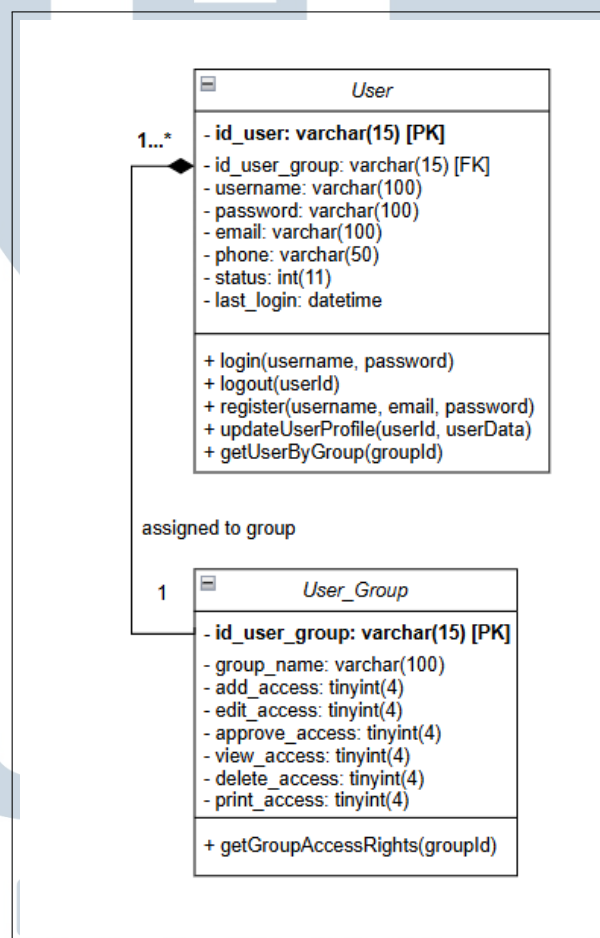 User
1...*
- id_user: varchar(15) [PK]
- id_user_group: varchar(15) [FK]
- username: varchar(100)
- password: varchar(100)
- email: varchar(100)
- phone: varchar(50)
- status: int(11)
- last_login: datetime
+ login(username, password)
+ logout(userId)
+ register(username, email, password)
+ updateUserProfile(userId, userData)
+ getUserByGroup(groupId)
assigned to group
1
User_Group
- id_user_group: varchar(15) [PK]
- group_name: varchar(100)
- add_access: tinyint(4)
- edit_access: tinyint(4)
- approve_access: tinyint(4)
- view_access: tinyint(4)
- delete_access: tinyint(4)
- print_access: tinyint(4)
+ getGroupAccessRights(groupId)